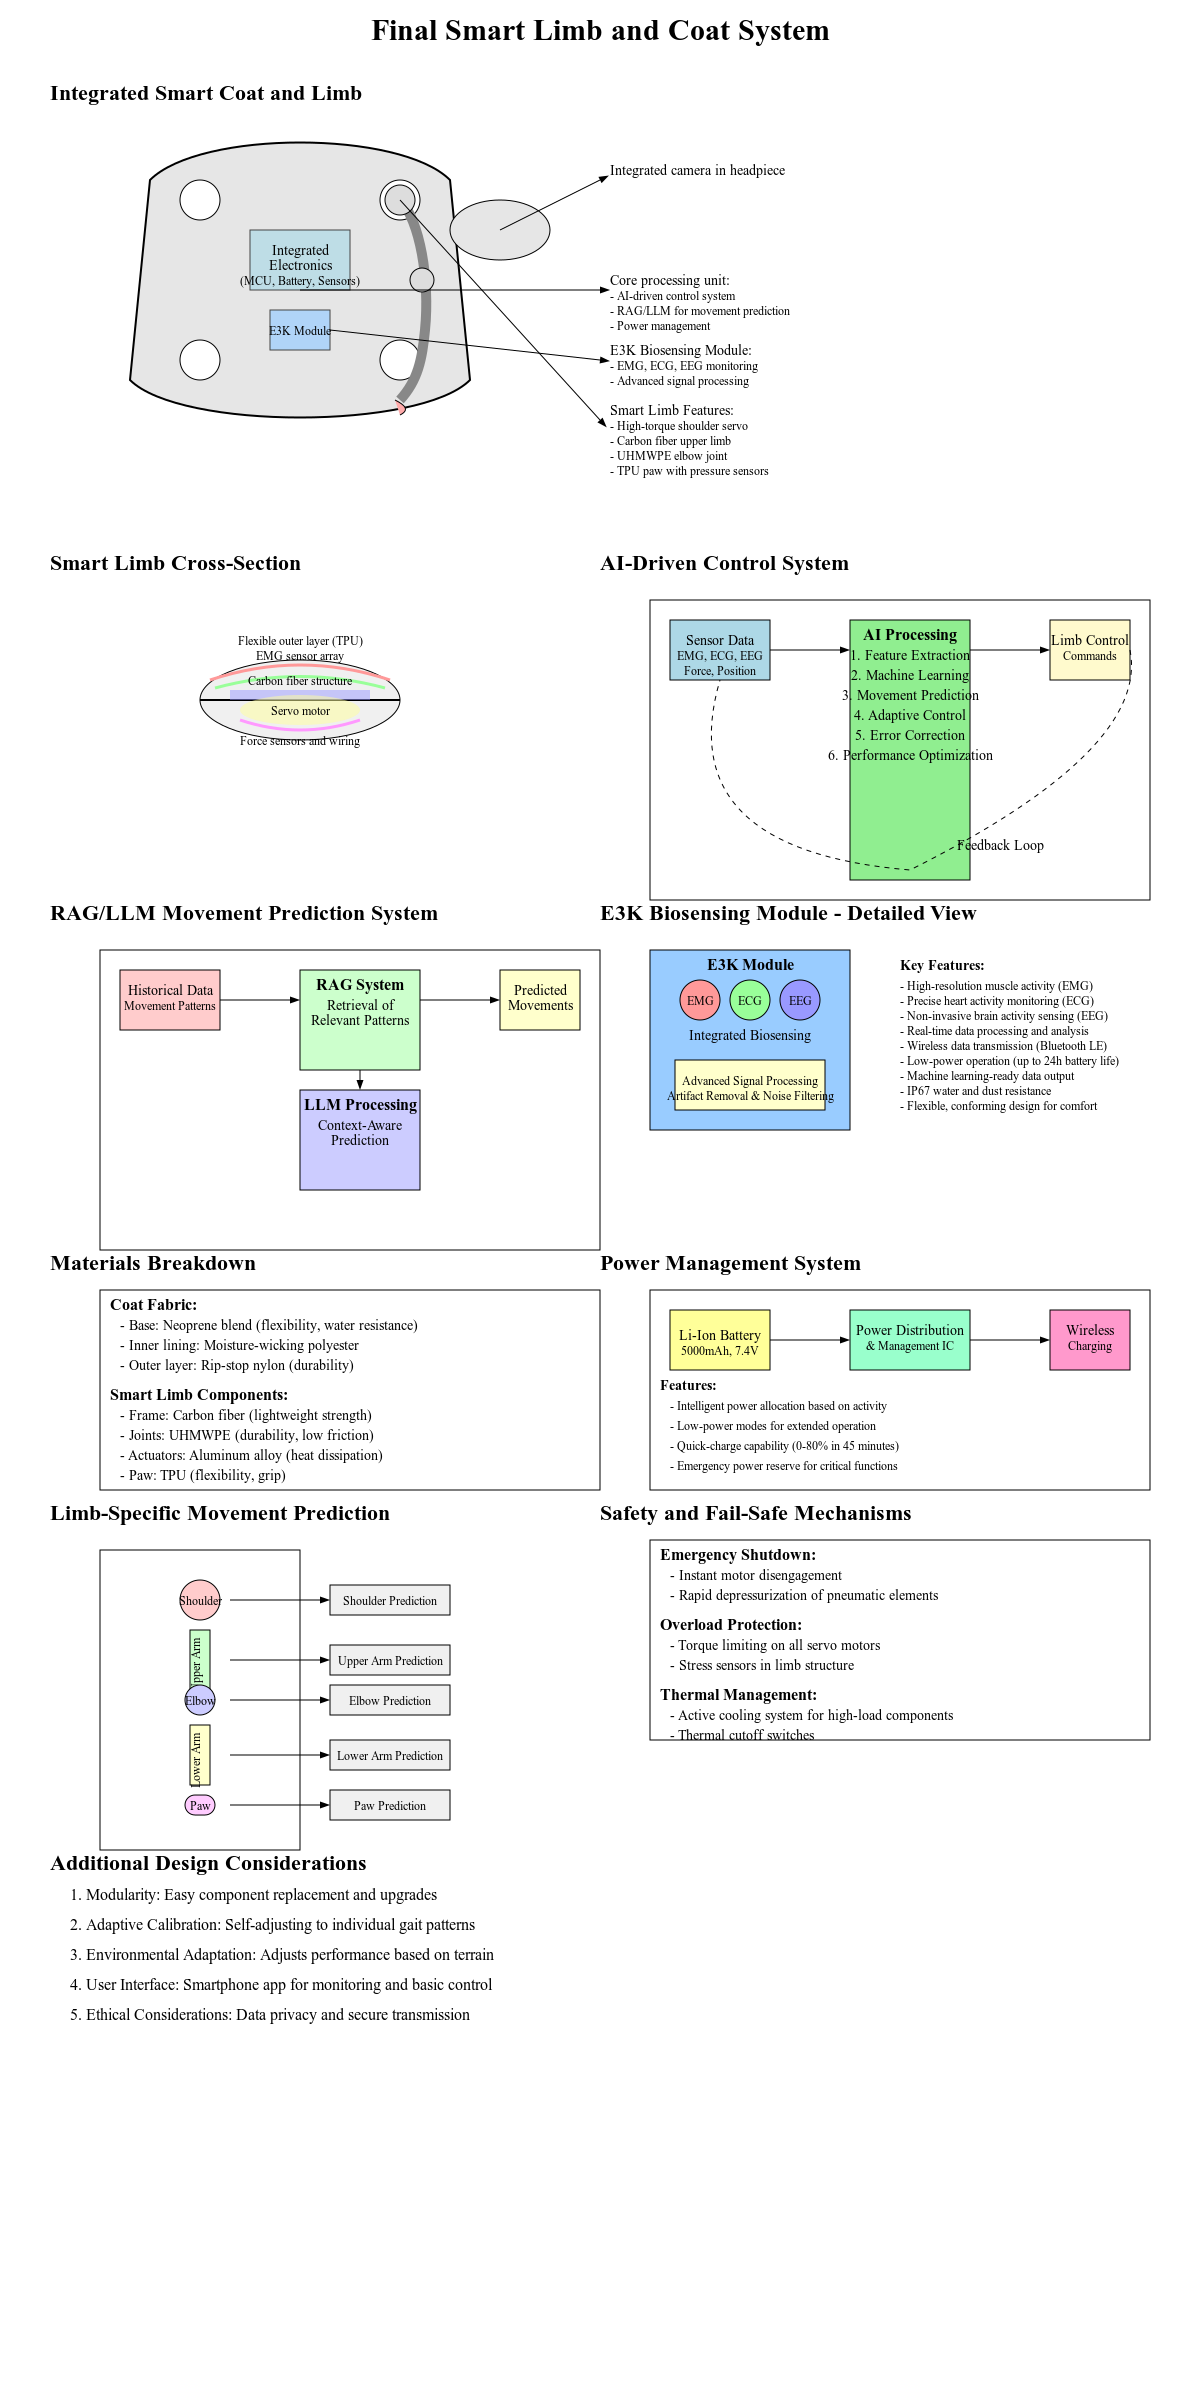 Final Smart Limb and Coat System
Integrated Smart Coat and Limb
Integrated camera in headpiece
Integrated
Electronics
(MCU, Battery, Sensors)
E3K Module
Core processing unit:
- AI-driven control system
- RAG/LLM for movement prediction
- Power management
E3K Biosensing Module:
- EMG, ECG, EEG monitoring
- Advanced signal processing
Smart Limb Features:
- High-torque shoulder servo
- Carbon fiber upper limb
- UHMWPE elbow joint
- TPU paw with pressure sensors
Smart Limb Cross-Section
Flexible outer layer (TPU)
EMG sensor array
Carbon fiber structure
Servo motor
Force sensors and wiring
AI-Driven Control System
Sensor Data
EMG, ECG, EEG
Force, Position
AI Processing
1. Feature Extraction
2. Machine Learning
3. Movement Prediction
4. Adaptive Control
5. Error Correction
6. Performance Optimization
Limb Control
Commands
Feedback Loop
RAG/LLM Movement Prediction System
Historical Data
Movement Patterns
RAG System
Retrieval of
Relevant Patterns
Predicted
Movements
LLM Processing
Context-Aware
Prediction
E3K Biosensing Module - Detailed View
E3K Module
EMG
ECG
EEG
Integrated Biosensing
Advanced Signal Processing
Artifact Removal & Noise Filtering
Key Features:
- High-resolution muscle activity (EMG)
- Precise heart activity monitoring (ECG)
- Non-invasive brain activity sensing (EEG)
- Real-time data processing and analysis
- Wireless data transmission (Bluetooth LE)
- Low-power operation (up to 24h battery life)
- Machine learning-ready data output
- IP67 water and dust resistance
- Flexible, conforming design for comfort
Materials Breakdown
Coat Fabric:
- Base: Neoprene blend (flexibility, water resistance)
- Inner lining: Moisture-wicking polyester
- Outer layer: Rip-stop nylon (durability)
Smart Limb Components:
- Frame: Carbon fiber (lightweight strength)
- Joints: UHMWPE (durability, low friction)
- Actuators: Aluminum alloy (heat dissipation)
- Paw: TPU (flexibility, grip)
Power Management System
Li-Ion Battery
5000mAh, 7.4V
Power Distribution
& Management IC
Wireless
Charging
Features:
- Intelligent power allocation based on activity
- Low-power modes for extended operation
- Quick-charge capability (0-80% in 45 minutes)
- Emergency power reserve for critical functions
Limb-Specific Movement Prediction
Shoulder
Upper Arm
Elbow
Lower Arm
Paw
Shoulder Prediction
Upper Arm Prediction
Elbow Prediction
Lower Arm Prediction
Paw Prediction
Safety and Fail-Safe Mechanisms
Emergency Shutdown:
- Instant motor disengagement
- Rapid depressurization of pneumatic elements
Overload Protection:
- Torque limiting on all servo motors
- Stress sensors in limb structure
Thermal Management:
- Active cooling system for high-load components
- Thermal cutoff switches
Additional Design Considerations
1. Modularity: Easy component replacement and upgrades
2. Adaptive Calibration: Self-adjusting to individual gait patterns
3. Environmental Adaptation: Adjusts performance based on terrain
4. User Interface: Smartphone app for monitoring and basic control
5. Ethical Considerations: Data privacy and secure transmission